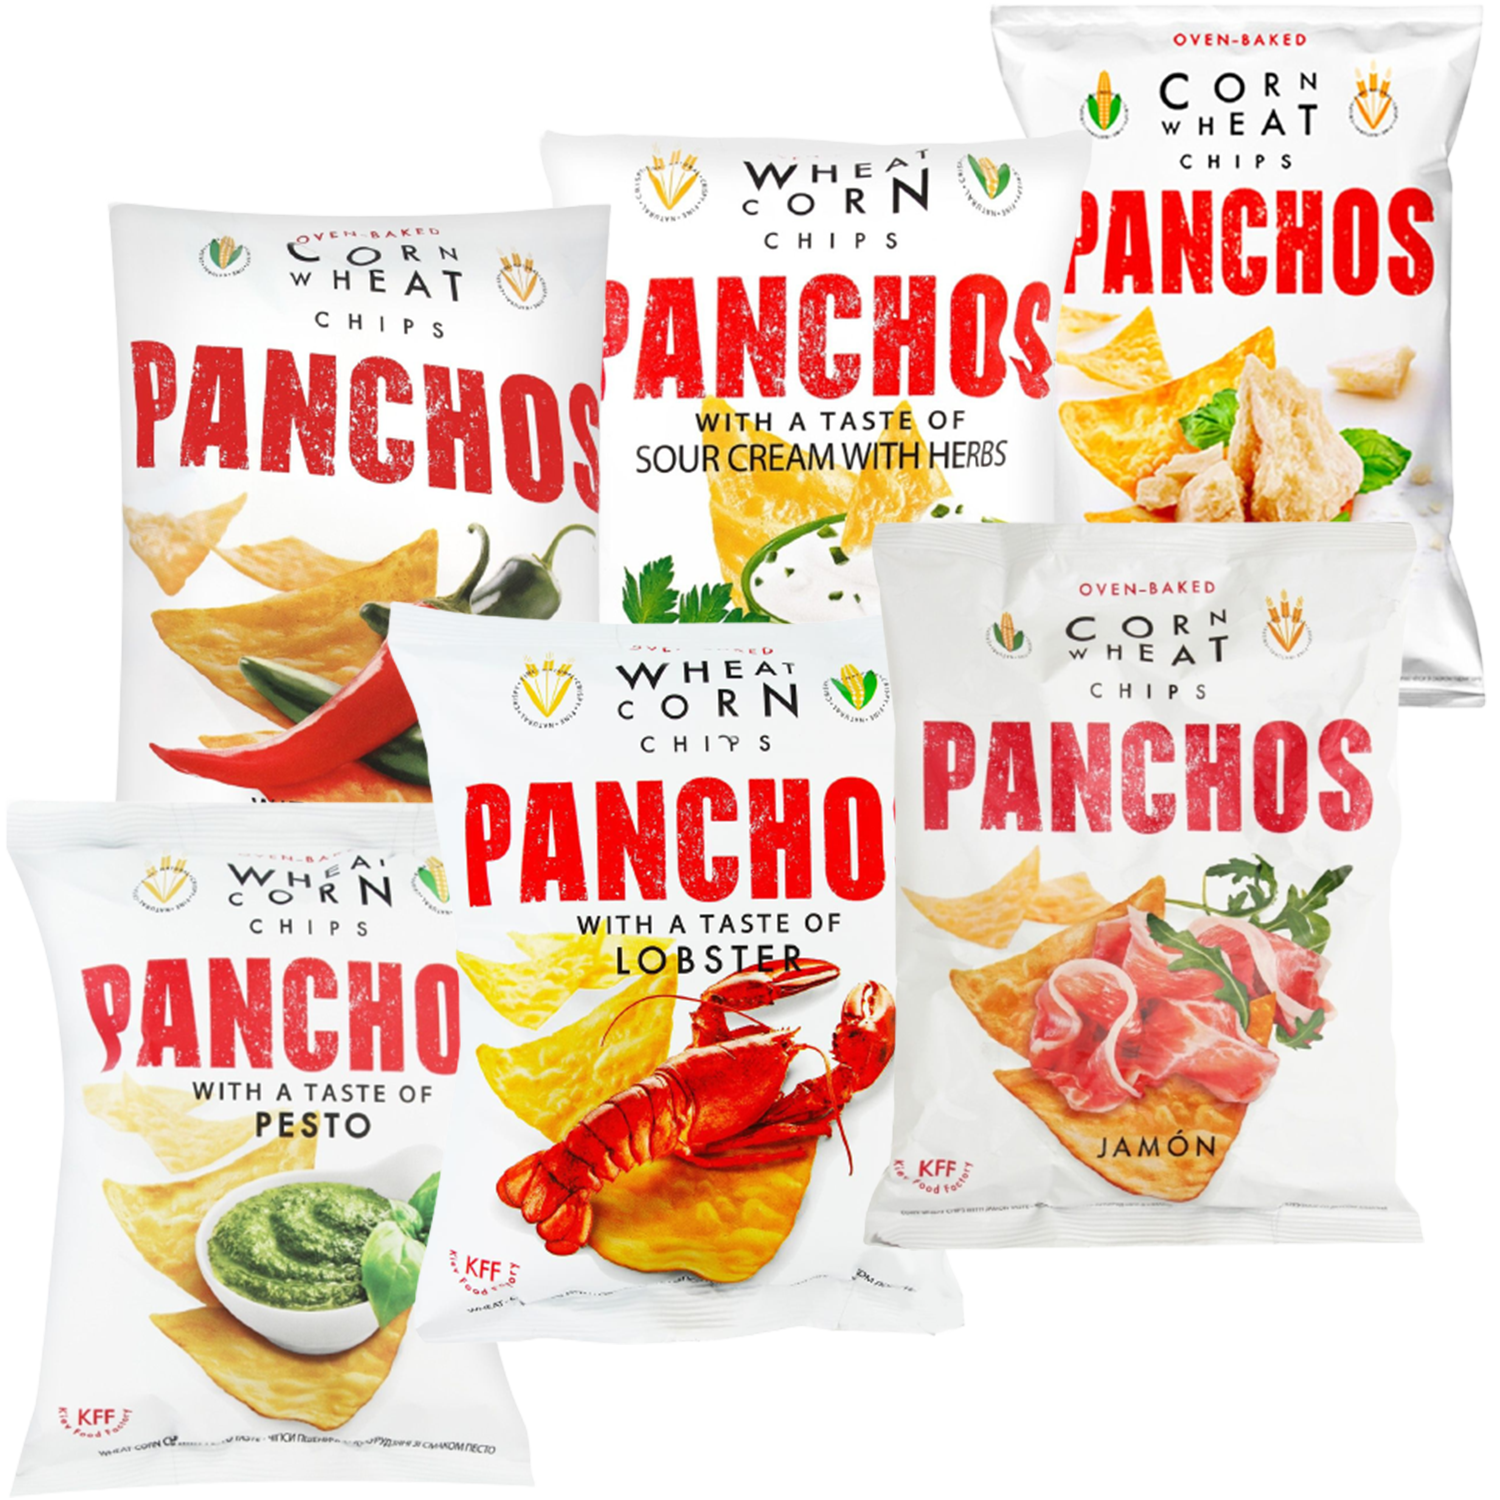 OVEN-BAKED
CORN
WHEAT
CHIPS
PANCHOS
WHEAT
CORN
CHIPS
PANCHOS
WITH A TASTE OF
SOUR CREAM WITH HERBS
OVEN-BAKED
CORN
WHEAT
CHIPS
PANCHOS
OVEN-BAKED
CORN
WHEAT
CHIPS
PANCHOS
JAMÓN
KFF
Kiev Food Factory
WHEAT
CORN
CHIPS
PANCHO
WITH A TASTE OF
LOBSTER
KFF
Kiev Food Factory
WHEAT
CORN
CHIPS
PANCHO
WITH A TASTE OF
PESTO
KFF
Kiev Food Factory